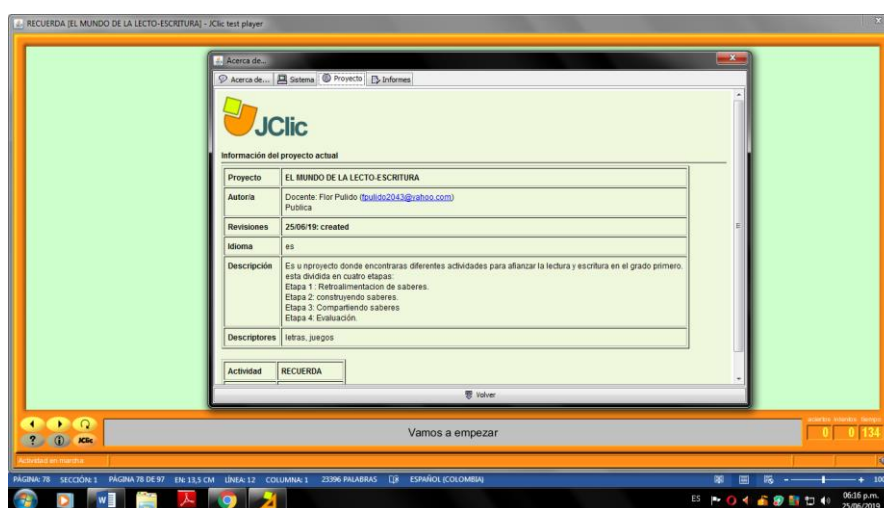 RECUERDA [EL MUNDO DE LA LECTO-ESCRITURA] - JClic test player
Acerca de...
Acerca de... Sistema Proyecto Informes
JClic
Información del proyecto actual
Proyecto EL MUNDO DE LA LECTO-ESCRITURA
Autoría Docente: Flor Pulido (fpulido2043@yahoo.com)
Publica
Revisiones 25/06/19: created
Idioma es
Descripción Es u nproyecto donde encontraras diferentes actividades para afianzar la lectura y escritura en el grado primero.
esta dividida en cuatro etapas:
Etapa 1 : Retroalimentacion de saberes.
Etapa 2: construyendo saberes.
Etapa 3: Compartiendo saberes
Etapa 4: Evaluación.
Descriptores letras, juegos
Actividad RECUERDA
Volver
Vamos a empezar
aciertos intentos tiempo
0 0 134
? JClic
Actividad en marcha
PÁGINA: 78 SECCIÓN: 1 PÁGINA 78 DE 97 EN: 13,5 CM LÍNEA: 12 COLUMNA: 1 23396 PALABRAS ESPAÑOL (COLOMBIA)
ES 06:16 p.m.
25/06/2019